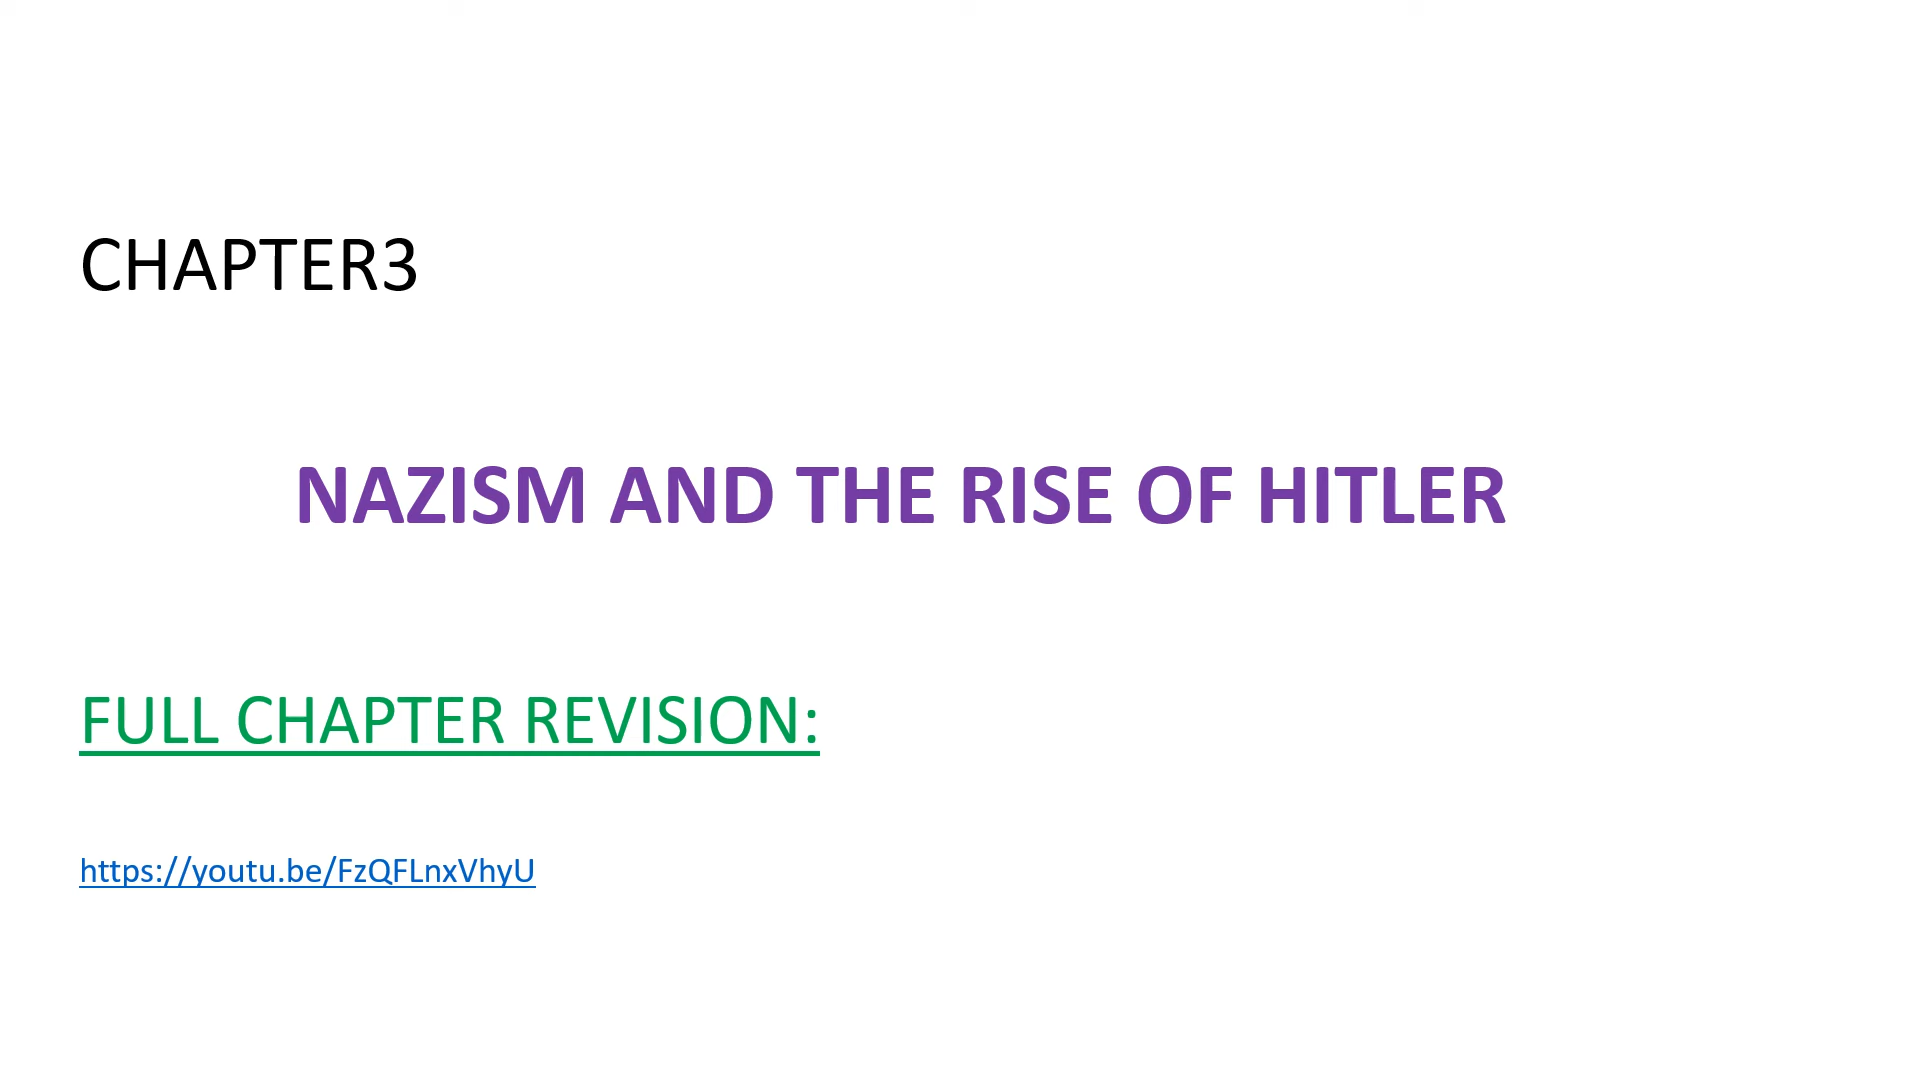 CHAPTER3
NAZISM AND THE RISE OF HITLER
FULL CHAPTER REVISION:
https://youtu.be/FzQFLnxVhyU